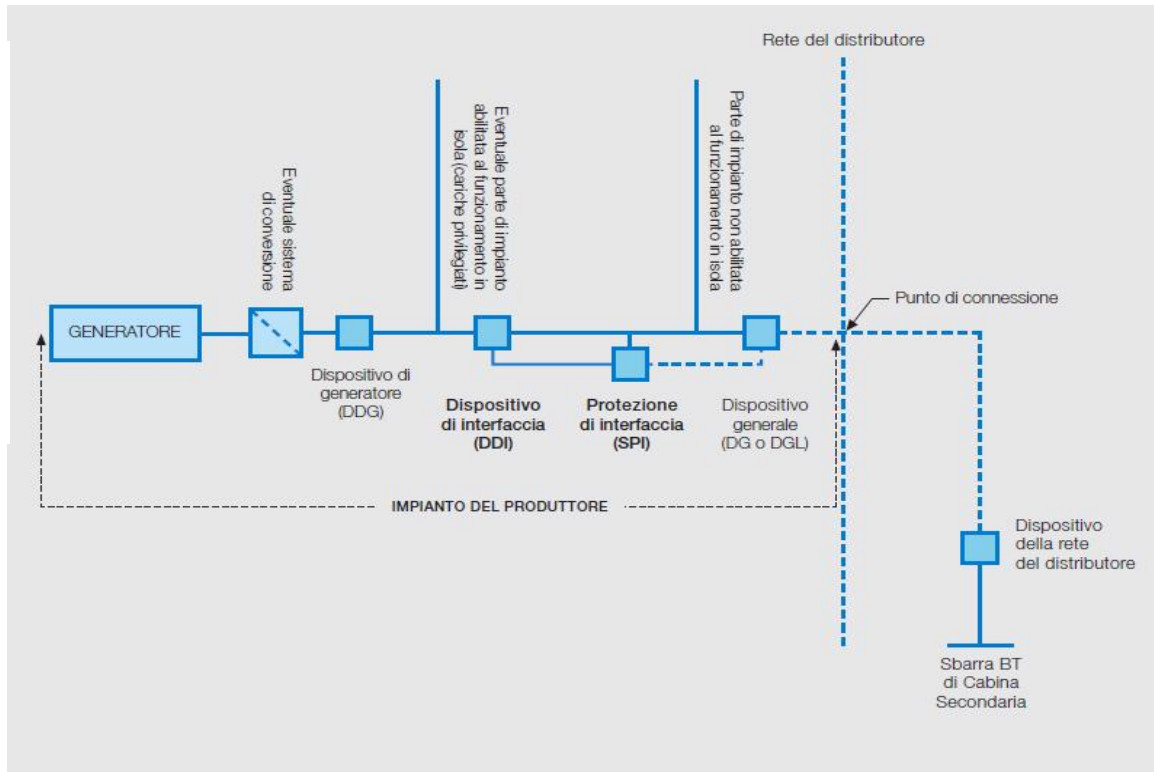 Rete del distributore
Eventuale parte di impianto
abilitata al funzionamento in
isola (cariche privilegiati)
Parte di impianto non abilitata
al funzionamento in isola
Eventuale sistema
di conversione
Punto di connessione
GENERATORE
Dispositivo di
generatore
(DDG)
Dispositivo
di interfaccia
(DDI)
Protezione
di interfaccia
(SPI)
Dispositivo
generale
(DG o DGL)
IMPIANTO DEL PRODUTTORE
Dispositivo
della rete
del distributore
Sbarra BT
di Cabina
Secondaria